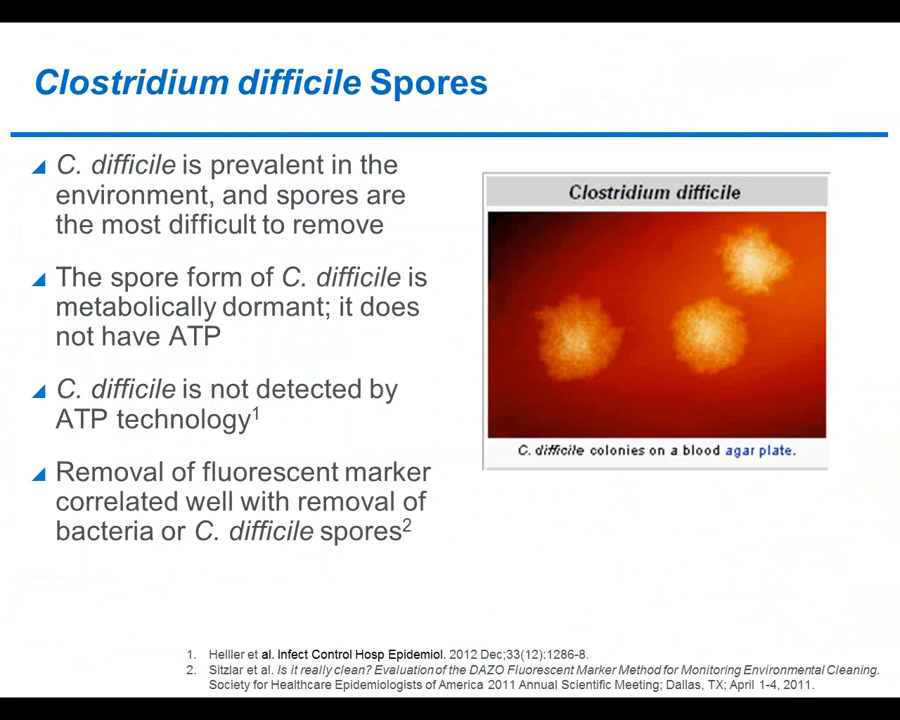 Clostridium difficile Spores
C. difficile is prevalent in the
environment, and spores are
the most difficult to remove
The spore form of C. difficile is
metabolically dormant; it does
not have ATP
C. difficile is not detected by
ATP technology1
Removal of fluorescent marker
correlated well with removal of
bacteria or C. difficile spores2
Clostridium difficile
C. difficile colonies on a blood agar plate.
1. Helller et al. Infect Control Hosp Epidemiol. 2012 Dec;33(12):1286-8.
2. Sitzlar et al. Is it really clean? Evaluation of the DAZO Fluorescent Marker Method for Monitoring Environmental Cleaning.
Society for Healthcare Epidemiologists of America 2011 Annual Scientific Meeting; Dallas, TX; April 1-4, 2011.